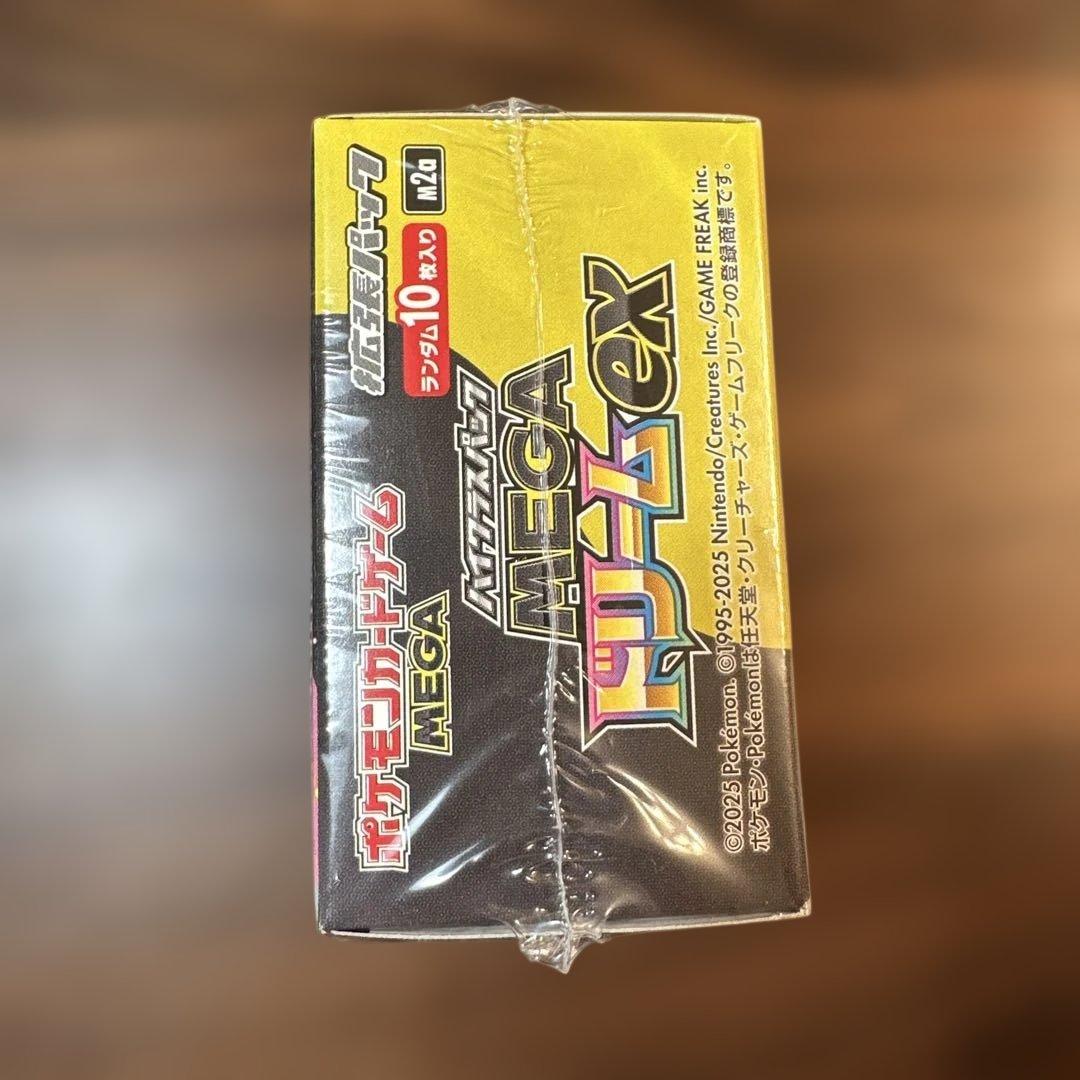 ポケモンカードゲーム
MEGA
拡張パック
ランダム10枚入り
M2a
ハイクラスパック
MEGA
ドリームex
©2025 Pokémon. ©1995-2025 Nintendo/Creatures Inc./GAME FREAK inc.
ポケモン・Pokémonは任天堂・クリーチャーズ・ゲームフリークの登録商標です。